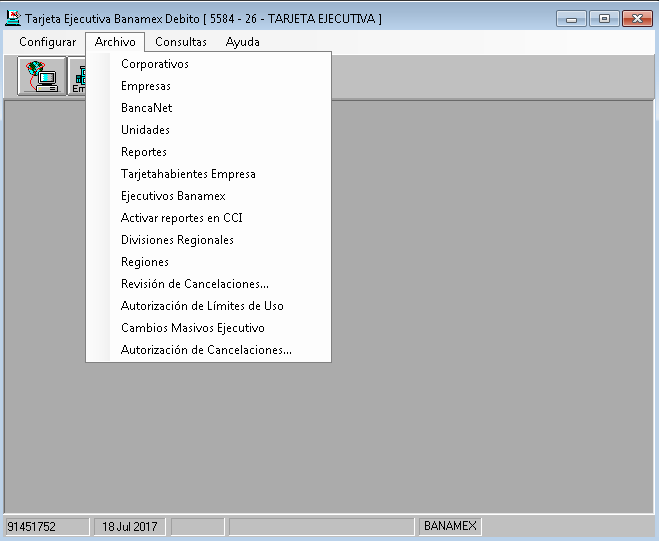 Tarjeta Ejecutiva Banamex Debito [ 5584 - 26 - TARJETA EJECUTIVA ]
Configurar Archivo Consultas Ayuda
Corporativos
Empresas
BancaNet
Unidades
Reportes
Tarjetahabientes Empresa
Ejecutivos Banamex
Activar reportes en CCI
Divisiones Regionales
Regiones
Revisión de Cancelaciones...
Autorización de Límites de Uso
Cambios Masivos Ejecutivo
Autorización de Cancelaciones...
91451752 18 Jul 2017 BANAMEX